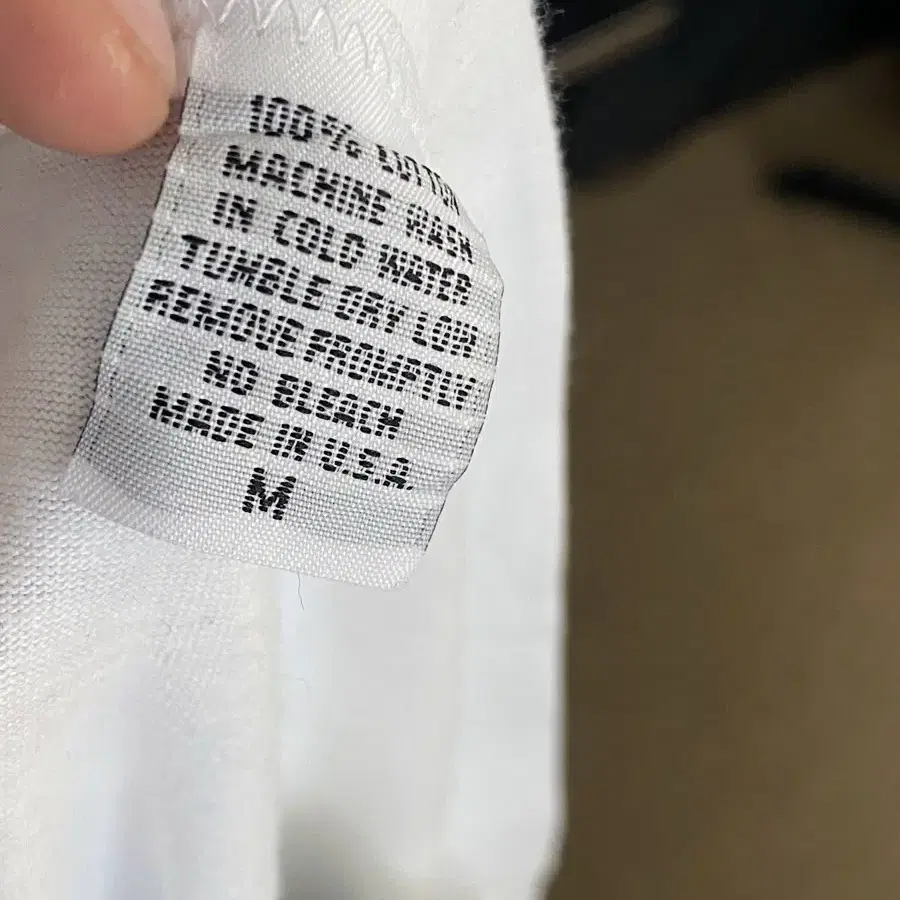 100% COTTON
MACHINE WASH
IN COLD WATER
TUMBLE DRY LOW
REMOVE PROMPTLY
NO BLEACH
MADE IN U.S.A.
M